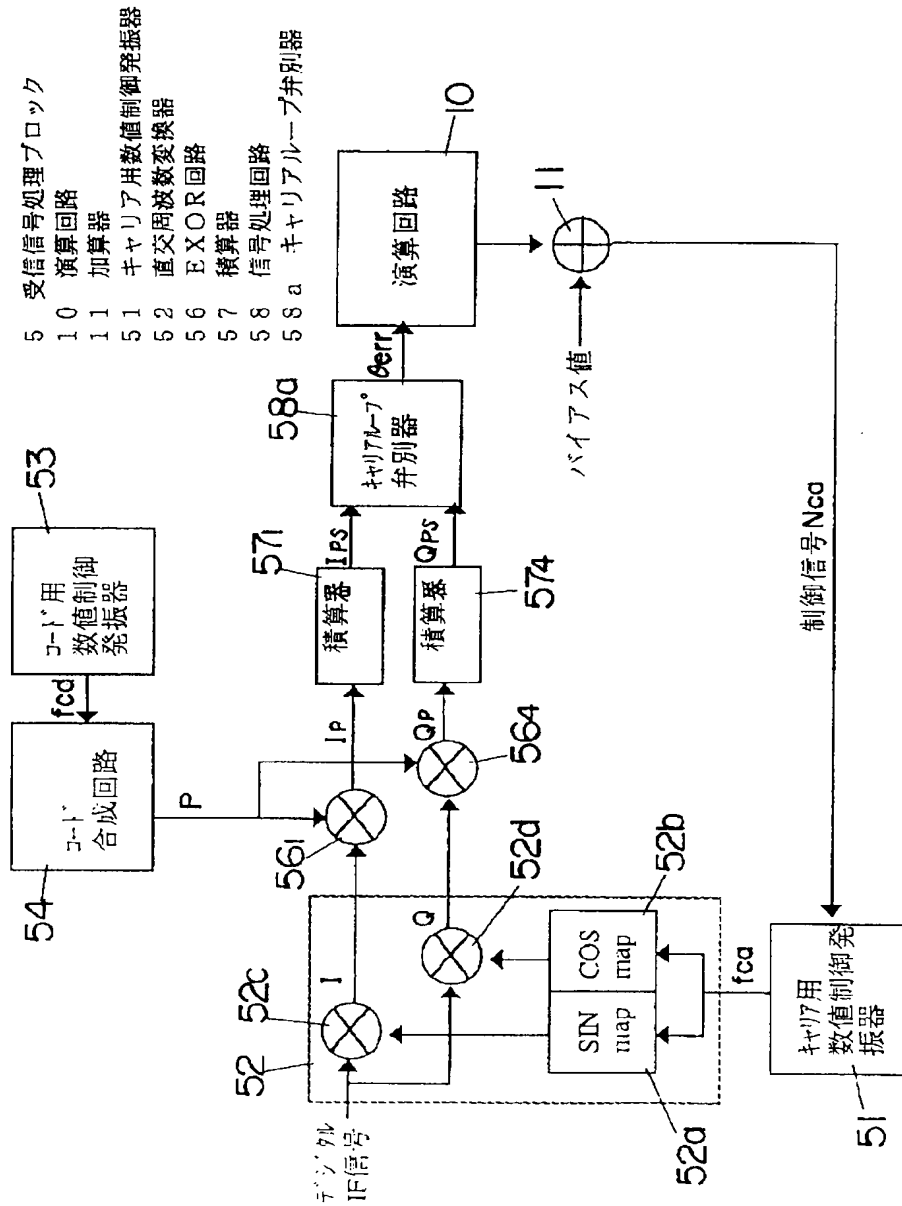 5 受信信号処理ブロック
10 演算回路
11 加算器
51 キャリア用数値制御発振器
52 直交周波数変換器
56 EXOR回路
57 積算器
58 信号処理回路
58a キャリアループ弁別器
53
コード用
数値制御
発振器
fcd
54
コード
合成回路
P
デジタル
IF信号
52
52c
I
Q
52d
SIN
map
COS
map
52a
52b
fca
キャリア用
数値制御発
振器
51
561
IP
564
QP
571
積算器
IPS
574
積算器
QPS
58a
キャリアループ
弁別器
θerr
10
演算回路
11
バイアス値
制御信号Nca